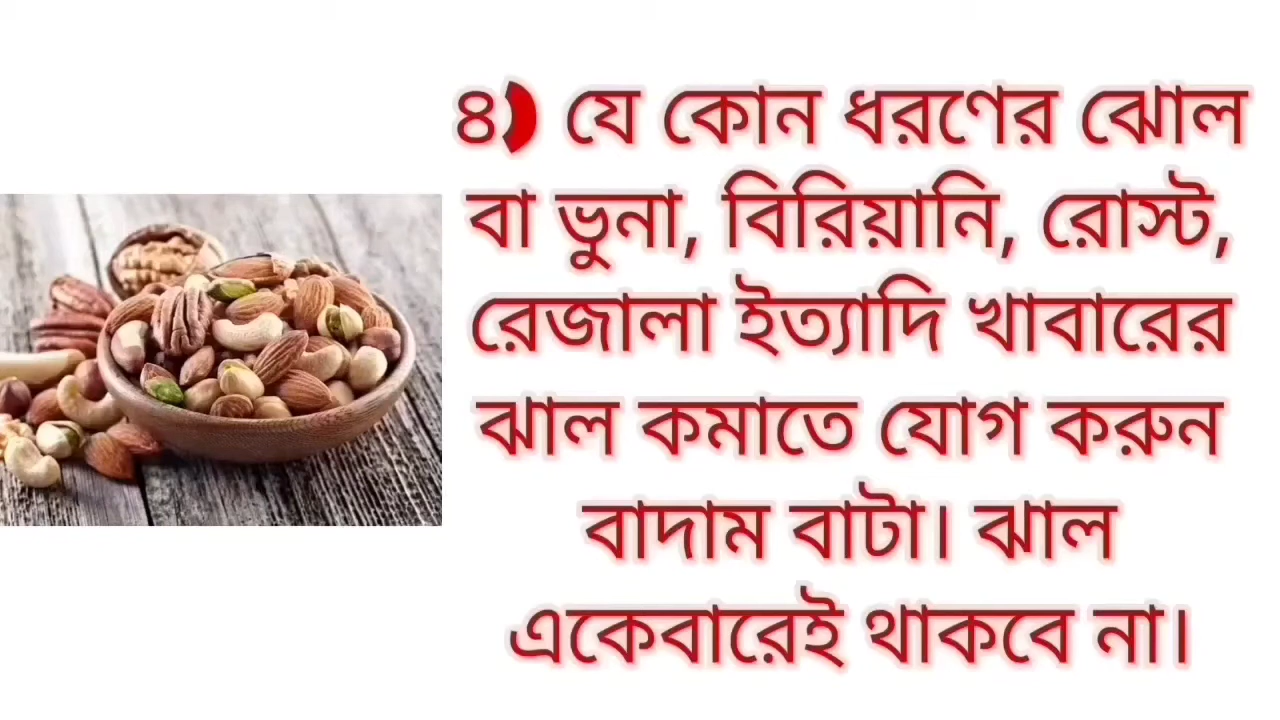 ৪) যে কোন ধরণের ঝোল
বা ভুনা, বিরিয়ানি, রোস্ট,
রেজালা ইত্যাদি খাবারের
ঝাল কমাতে যোগ করুন
বাদাম বাটা। ঝাল
একেবারেই থাকবে না।